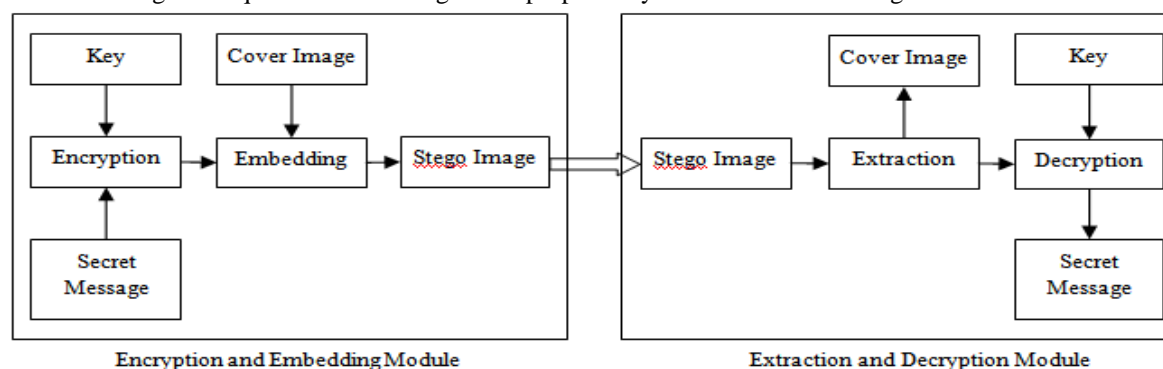 Key
Cover Image
Encryption
Embedding
Stego Image
Secret
Message
Encryption and Embedding Module
Cover Image
Key
Stego Image
Extraction
Decryption
Secret
Message
Extraction and Decryption Module